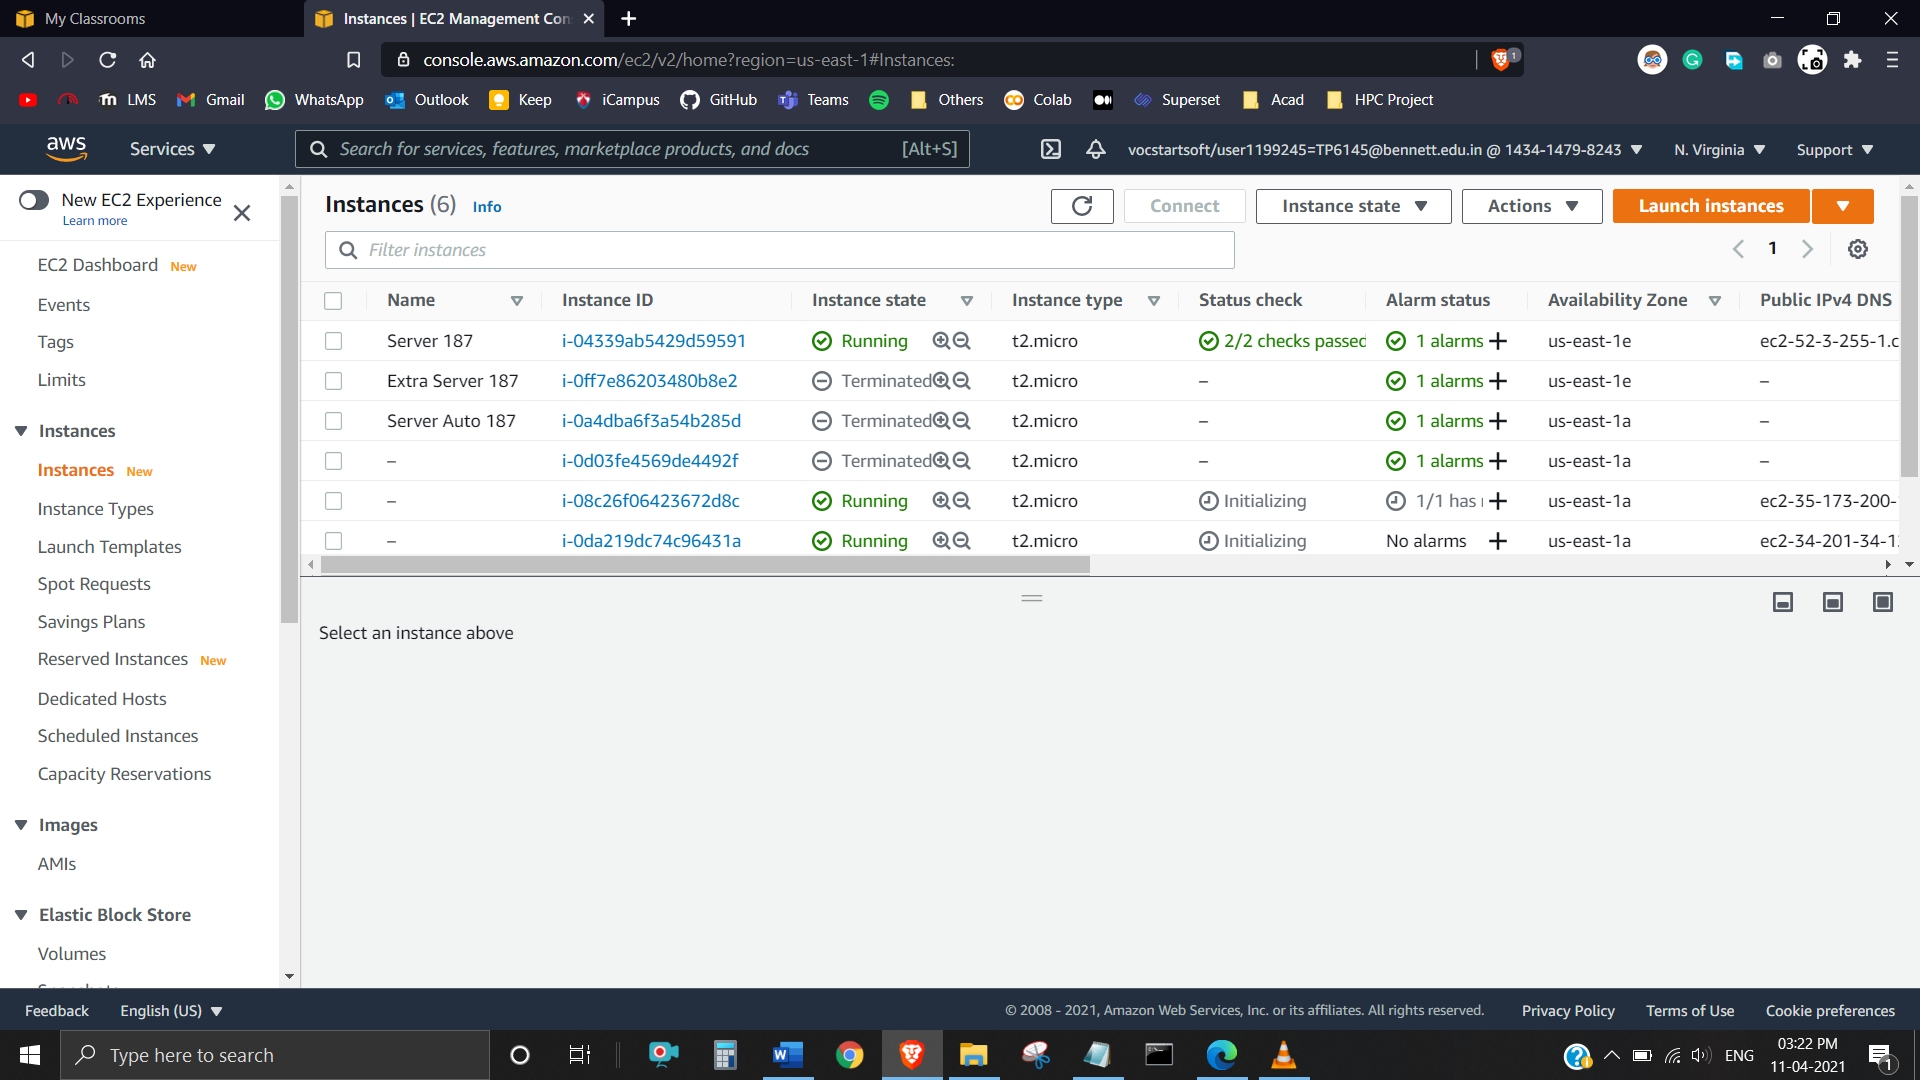 My Classrooms
Instances | EC2 Management Con
console.aws.amazon.com/ec2/v2/home?region=us-east-1#Instances:
1
LMS
Gmail
WhatsApp
Outlook
Keep
iCampus
GitHub
Teams
Others
Colab
Superset
Acad
HPC Project
aws
Services
Search for services, features, marketplace products, and docs
[Alt+S]
vocstartsoft/user1199245=TP6145@bennett.edu.in @ 1434-1479-8243
N. Virginia
Support
New EC2 Experience
Learn more
EC2 Dashboard New
Events
Tags
Limits
Instances
Instances New
Instance Types
Launch Templates
Spot Requests
Savings Plans
Reserved Instances New
Dedicated Hosts
Scheduled Instances
Capacity Reservations
Images
AMIs
Elastic Block Store
Volumes
Instances (6) Info
Connect
Instance state
Actions
Launch instances
Filter instances
1
Name Instance ID Instance state Instance type Status check Alarm status Availability Zone Public IPv4 DNS
Server 187 i-04339ab5429d59591 Running t2.micro 2/2 checks passed 1 alarms us-east-1e ec2-52-3-255-1.c
Extra Server 187 i-0ff7e86203480b8e2 Terminated t2.micro – 1 alarms us-east-1e –
Server Auto 187 i-0a4dba6f3a54b285d Terminated t2.micro – 1 alarms us-east-1a –
– i-0d03fe4569de4492f Terminated t2.micro – 1 alarms us-east-1a –
– i-08c26f06423672d8c Running t2.micro Initializing 1/1 has us-east-1a ec2-35-173-200-
– i-0da219dc74c96431a Running t2.micro Initializing No alarms us-east-1a ec2-34-201-34-1
Select an instance above
Feedback
English (US)
© 2008 - 2021, Amazon Web Services, Inc. or its affiliates. All rights reserved.
Privacy Policy
Terms of Use
Cookie preferences
Type here to search
ENG
03:22 PM
11-04-2021
1